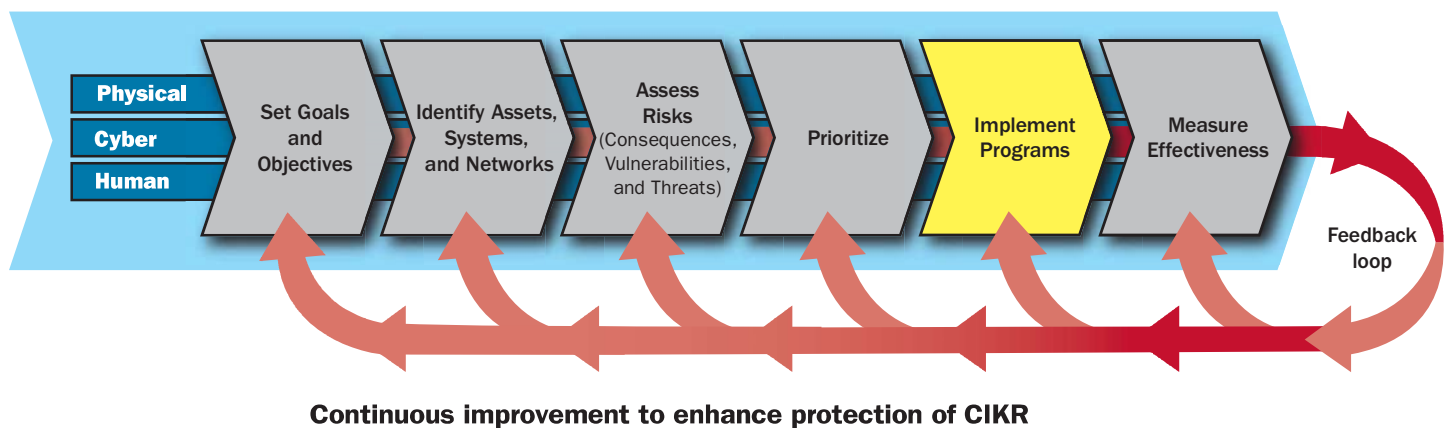 Physical
Cyber
Human
Set Goals
and
Objectives
Identify Assets,
Systems,
and Networks
Assess
Risks
(Consequences,
Vulnerabilities,
and Threats)
Prioritize
Implement
Programs
Measure
Effectiveness
Feedback
loop
Continuous improvement to enhance protection of CIKR